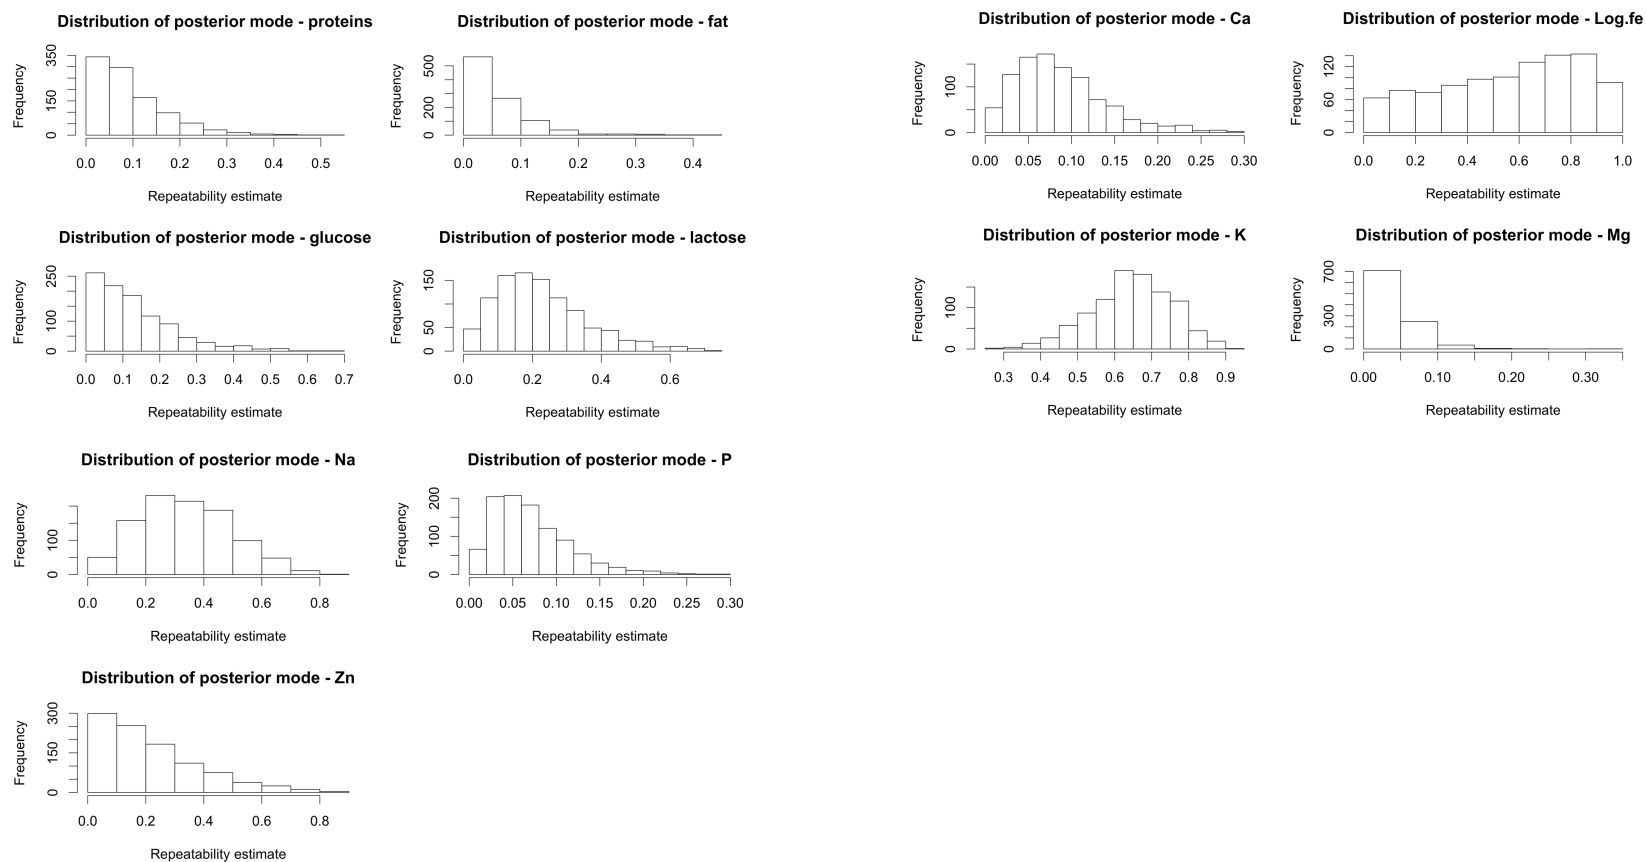 Distribution of posterior mode - proteins
Frequency
0 150 350
0.0 0.1 0.2 0.3 0.4 0.5
Repeatability estimate
Distribution of posterior mode - fat
Frequency
0 200 500
0.0 0.1 0.2 0.3 0.4
Repeatability estimate
Distribution of posterior mode - Ca
Frequency
0 100
0.00 0.05 0.10 0.15 0.20 0.25 0.30
Repeatability estimate
Distribution of posterior mode - Log.fe
Frequency
0 60 120
0.0 0.2 0.4 0.6 0.8 1.0
Repeatability estimate
Distribution of posterior mode - glucose
Frequency
0 100 250
0.0 0.1 0.2 0.3 0.4 0.5 0.6 0.7
Repeatability estimate
Distribution of posterior mode - lactose
Frequency
0 50 150
0.0 0.2 0.4 0.6
Repeatability estimate
Distribution of posterior mode - K
Frequency
0 100
0.3 0.4 0.5 0.6 0.7 0.8 0.9
Repeatability estimate
Distribution of posterior mode - Mg
Frequency
0 300 700
0.00 0.10 0.20 0.30
Repeatability estimate
Distribution of posterior mode - Na
Frequency
0 100
0.0 0.2 0.4 0.6 0.8
Repeatability estimate
Distribution of posterior mode - P
Frequency
0 100 200
0.00 0.05 0.10 0.15 0.20 0.25 0.30
Repeatability estimate
Distribution of posterior mode - Zn
Frequency
0 150 300
0.0 0.2 0.4 0.6 0.8
Repeatability estimate